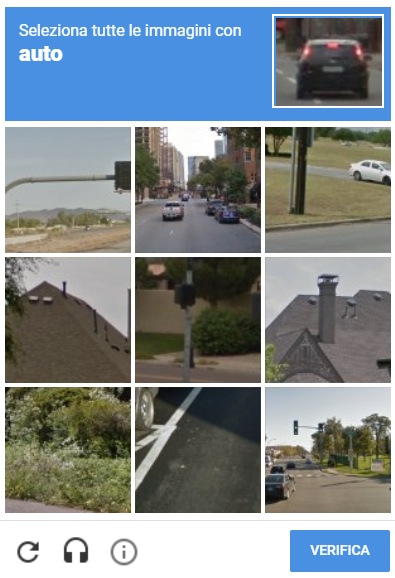 Seleziona tutte le immagini con
auto
VERIFICA